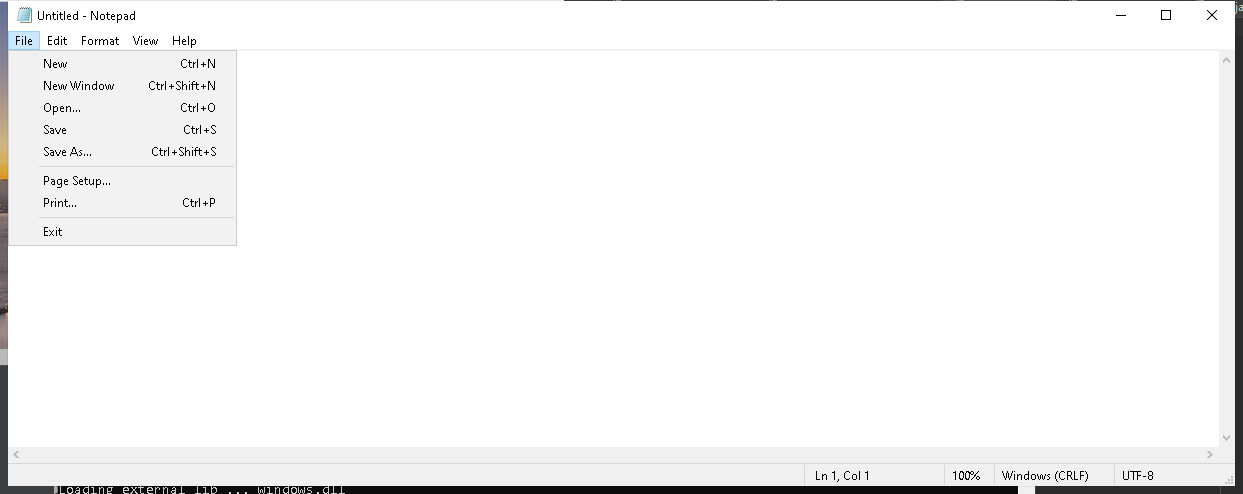 Untitled - Notepad
File Edit Format View Help
New Ctrl+N
New Window Ctrl+Shift+N
Open... Ctrl+O
Save Ctrl+S
Save As... Ctrl+Shift+S
Page Setup...
Print... Ctrl+P
Exit
Ln 1, Col 1 100% Windows (CRLF) UTF-8
Loading external lib ... windows.dll